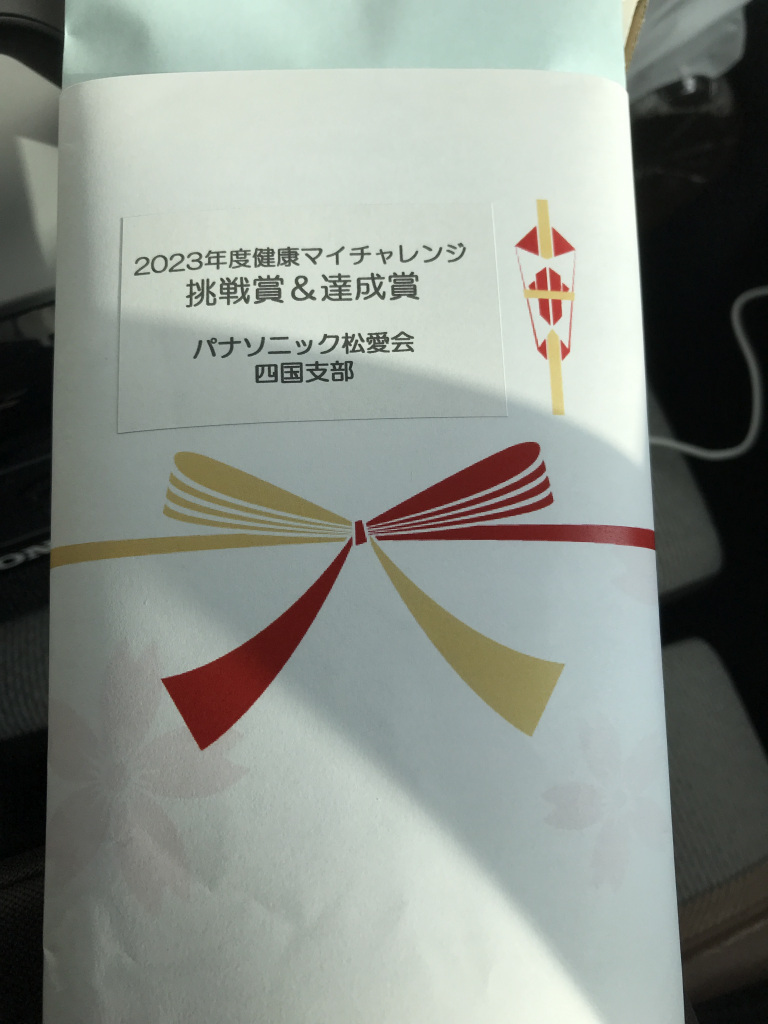 2023年度健康マイチャレンジ
挑戦賞&達成賞
パナソニック松愛会
四国支部